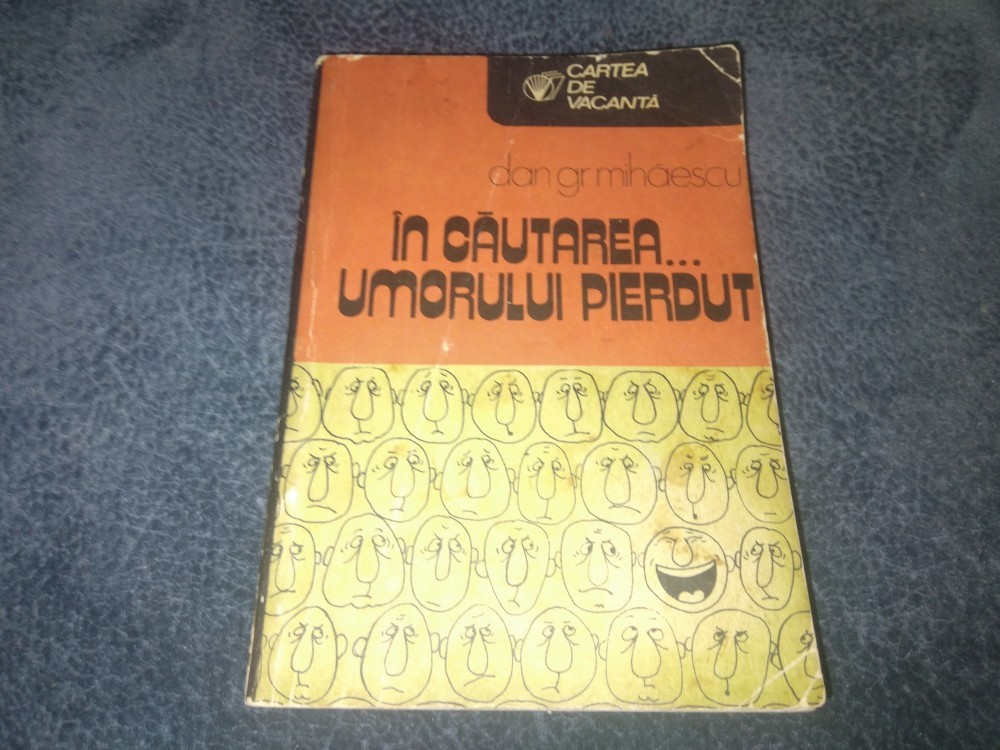 CARTEA
DE
VACANȚĂ
dan gr mihăescu
ÎN CĂUTAREA...
UMORULUI PIERDUT